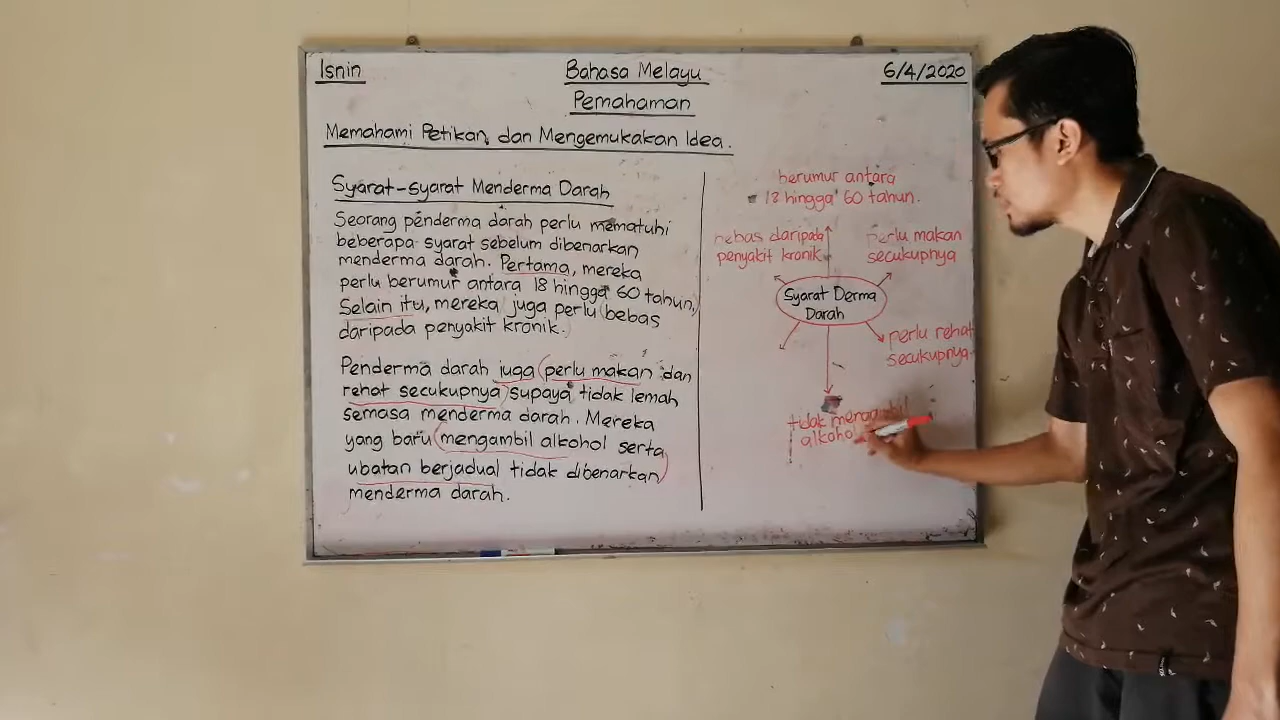 Isnin
Bahasa Melayu
6/4/2020
Pemahaman
Memahami Petikan dan Mengemukakan Idea.
Syarat-syarat Menderma Darah
Seorang penderma darah perlu mematuhi
beberapa syarat sebelum dibenarkan
menderma darah. Pertama, mereka
perlu berumur antara 18 hingga 60 tahun.
Selain itu, mereka juga perlu bebas
daripada penyakit kronik.
Penderma darah juga (perlu makan dan
rehat secukupnya) supaya tidak lemah
semasa menderma darah. Mereka
yang baru (mengambil alkohol serta
ubatan berjadual tidak dibenarkan)
menderma darah.
berumur antara
18 hingga 60 tahun.
bebas daripada
penyakit kronik
perlu makan
secukupnya
Syarat Derma
Darah
perlu rehat
secukupnya
tidak mengambil
alkohol